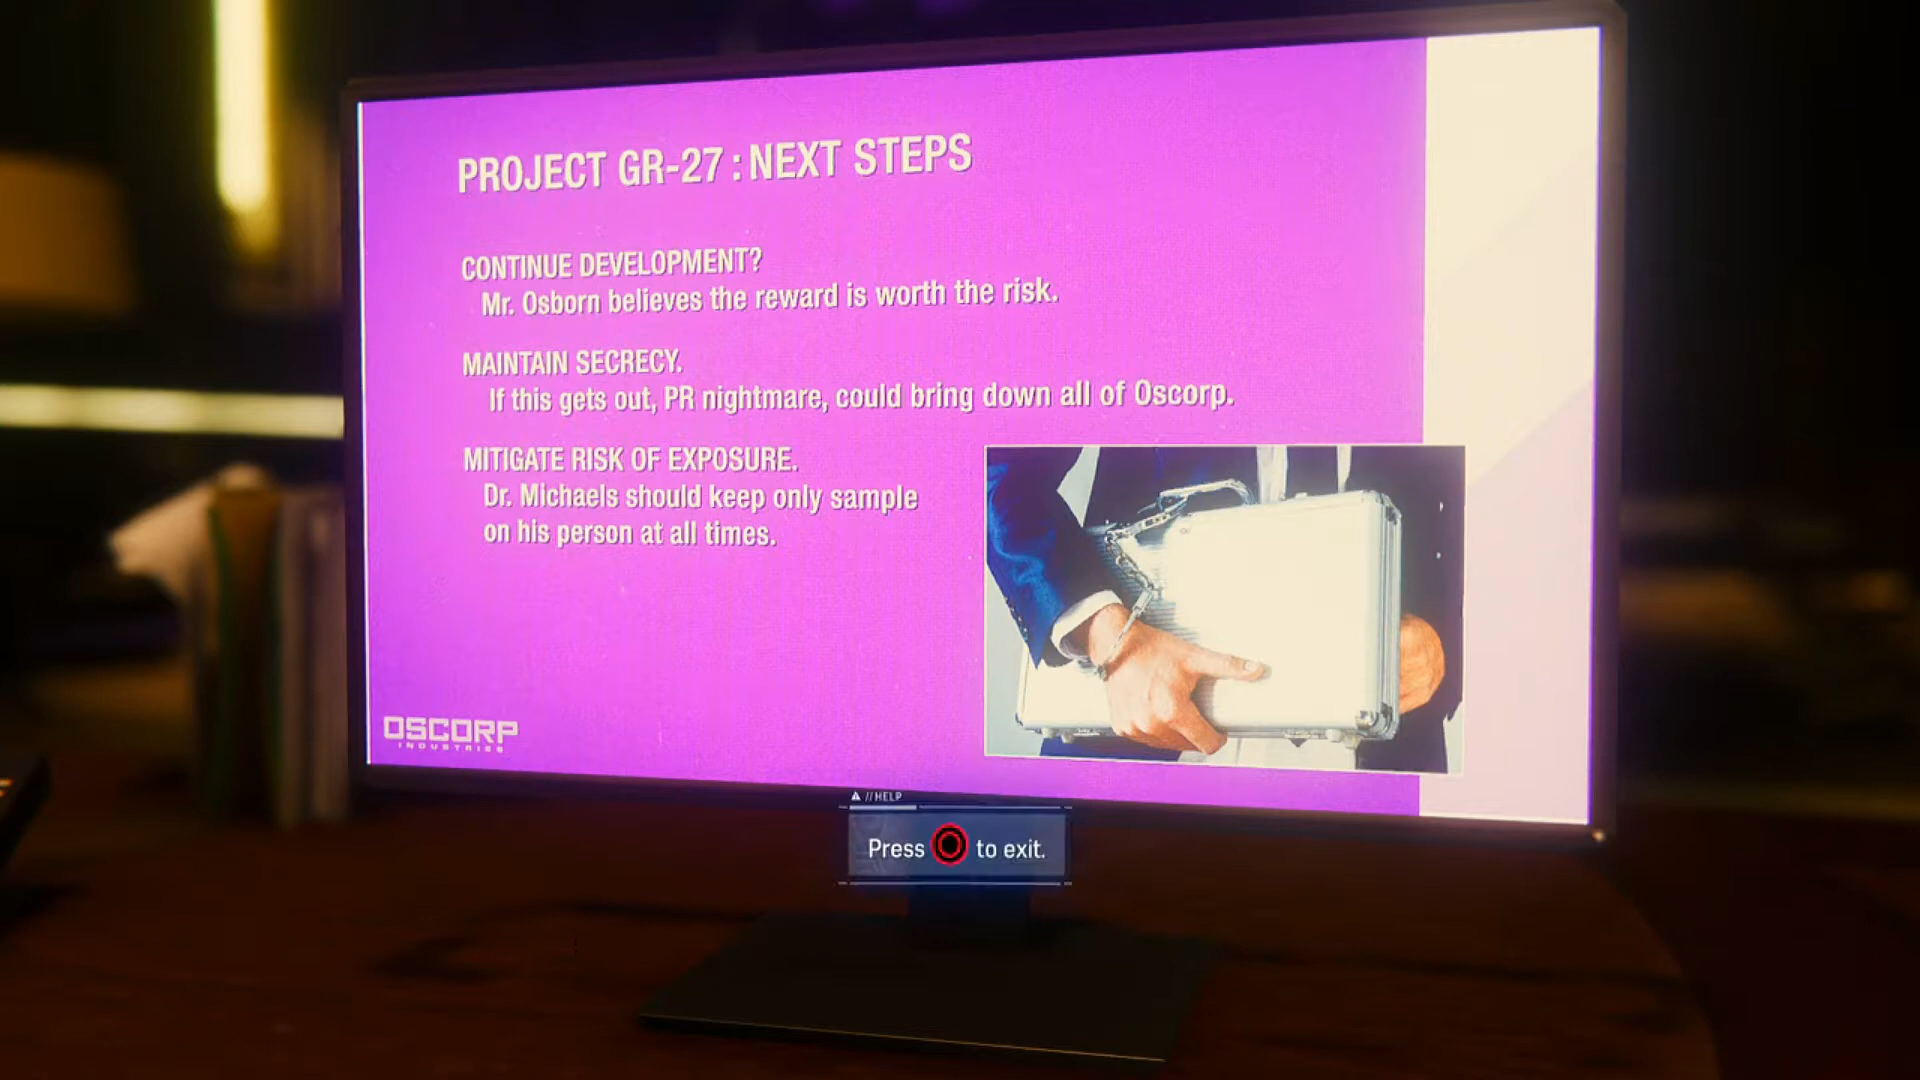 PROJECT GR-27 : NEXT STEPS
CONTINUE DEVELOPMENT?
Mr. Osborn believes the reward is worth the risk.
MAINTAIN SECRECY.
If this gets out, PR nightmare, could bring down all of Oscorp.
MITIGATE RISK OF EXPOSURE.
Dr. Michaels should keep only sample
on his person at all times.
OSCORP
INDUSTRIES
//HELP
Press to exit.